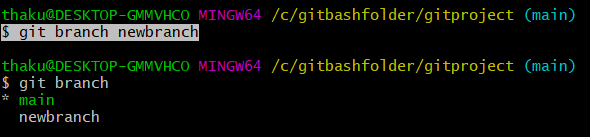 thaku@DESKTOP-GMMVHCO MINGW64 /c/gitbashfolder/gitproject (main)
$ git branch newbranch
thaku@DESKTOP-GMMVHCO MINGW64 /c/gitbashfolder/gitproject (main)
$ git branch
* main
newbranch